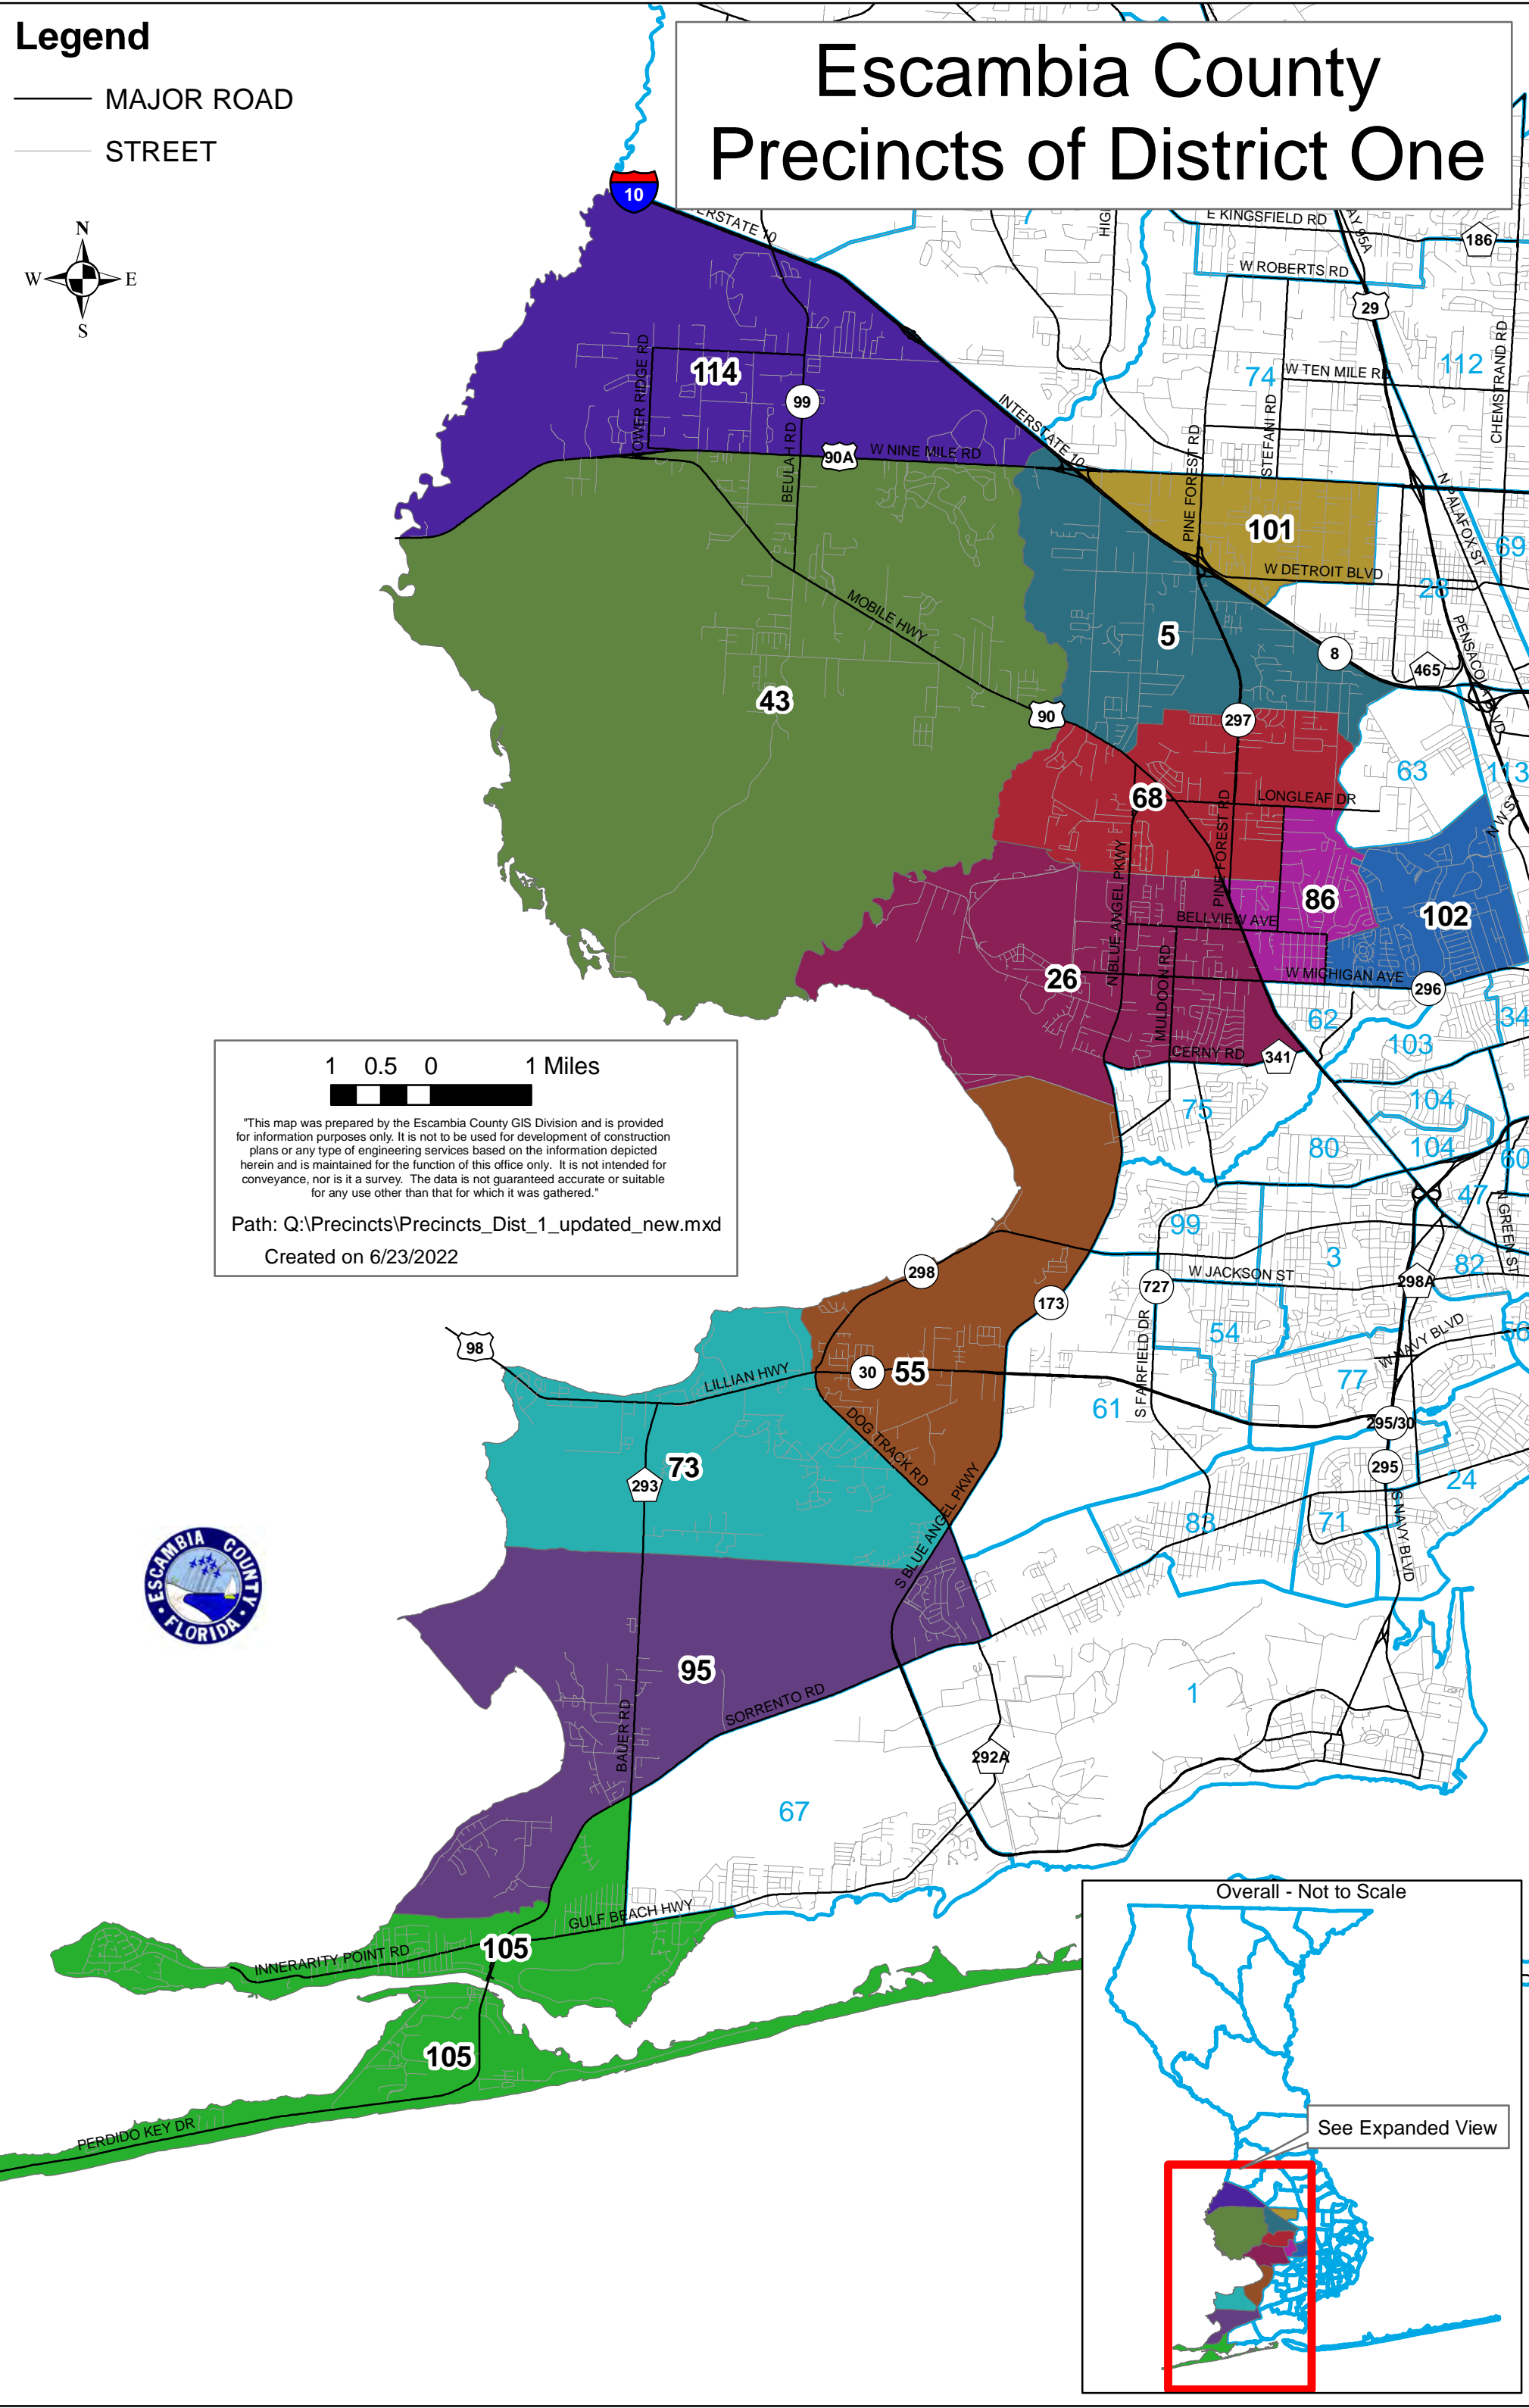 Legend
MAJOR ROAD
STREET
N
W
E
S
Escambia County
Precincts of District One
10
INTERSTATE 10
7
E KINGSFIELD RD
186
W ROBERTS RD
29
114
99
BEULAH RD
90A
W NINE MILE RD
INTERSTATE 10
74
W TEN MILE RD
112
CHEMSTRAND RD
STEFANI RD
PINE FOREST RD
101
W DETROIT BLVD
N PALAFOX ST
69
28
5
8
465
PENSACOLA BLVD
MOBILE HWY
43
90
297
63
113
N W ST
68
LONGLEAF DR
PINE FOREST RD
N BLUE ANGEL PKWY
86
102
BELLVIEW AVE
26
MULDOON RD
W MICHIGAN AVE
296
62
34
103
CERNY RD
341
104
75
80
104
60
47
N GREEN ST
99
3
82
W JACKSON ST
298A
727
173
298
54
56
W NAVY BLVD
77
S FAIRFIELD DR
61
295/30
295
24
S NAVY BLVD
83
71
1 0.5 0 1 Miles
"This map was prepared by the Escambia County GIS Division and is provided
for information purposes only. It is not to be used for development of construction
plans or any type of engineering services based on the information depicted
herein and is maintained for the function of this office only. It is not intended for
conveyance, nor is it a survey. The data is not guaranteed accurate or suitable
for any use other than that for which it was gathered."
Path: Q:\Precincts\Precincts_Dist_1_updated_new.mxd
Created on 6/23/2022
98
LILLIAN HWY
30
55
DOG TRACK RD
73
293
S BLUE ANGEL PKWY
ESCAMBIA COUNTY
FLORIDA
95
SORRENTO RD
BAUER RD
1
292A
67
GULF BEACH HWY
INNERARITY POINT RD
105
105
PERDIDO KEY DR
Overall - Not to Scale
See Expanded View